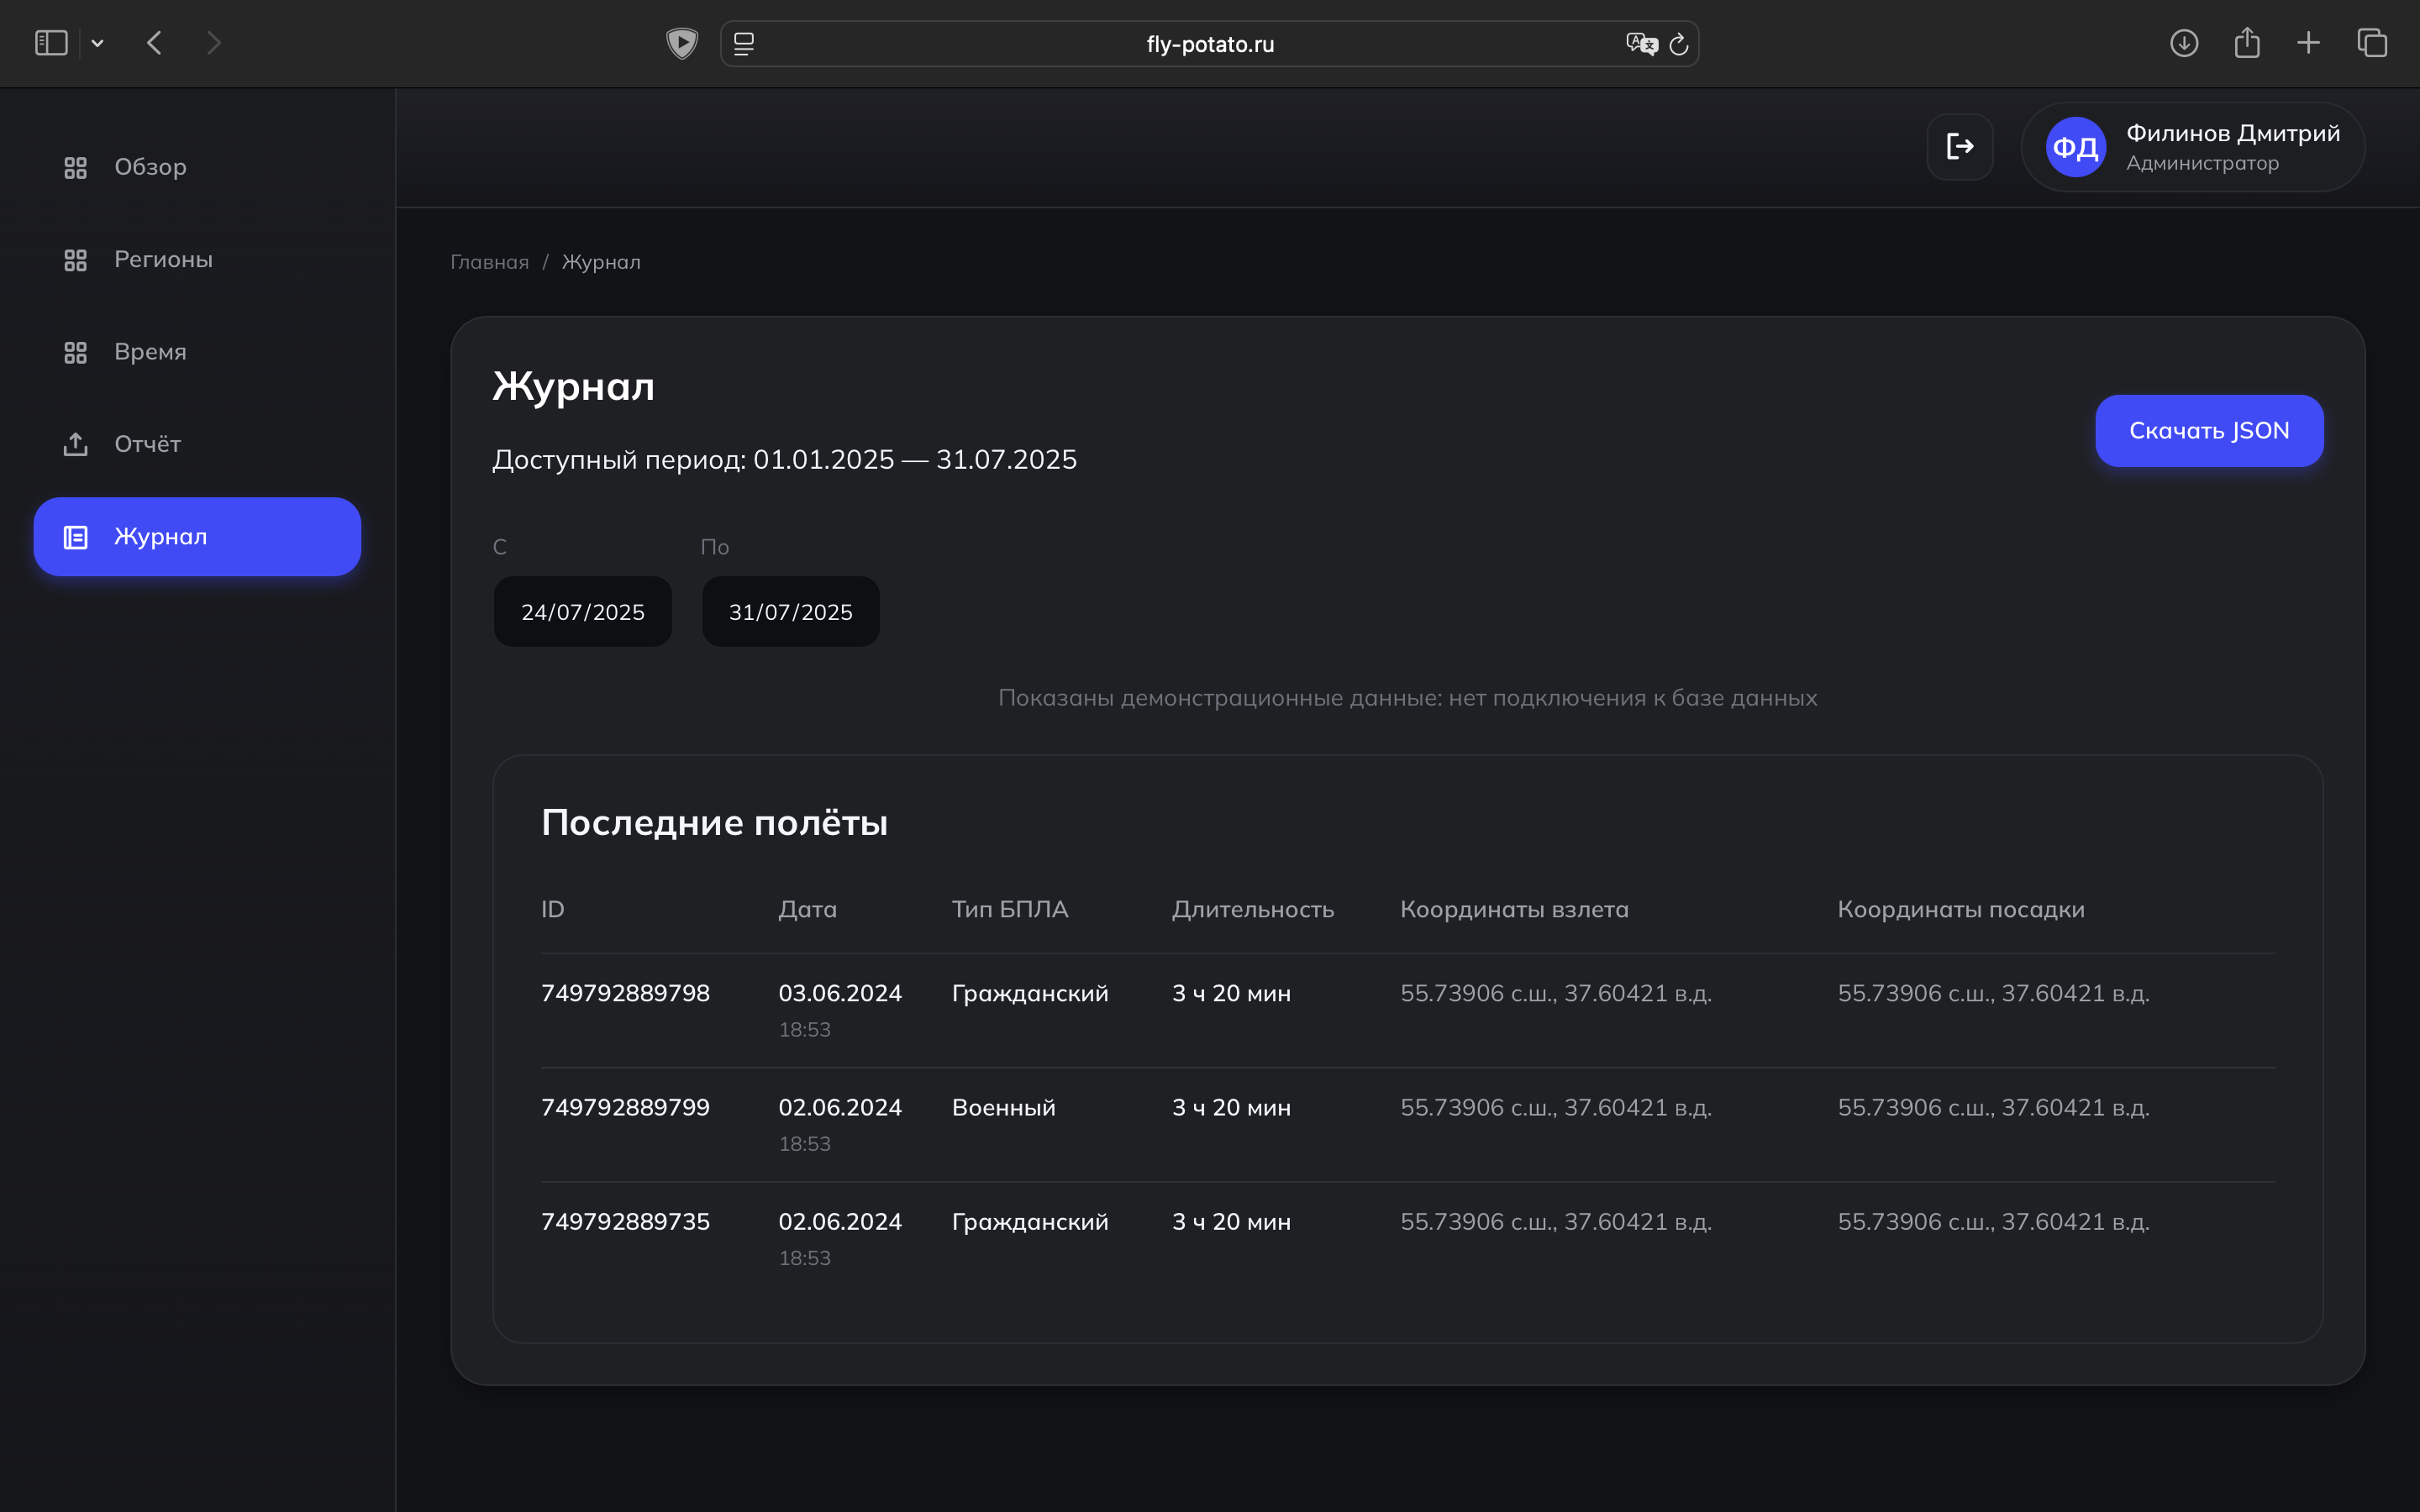 fly-potato.ru
Обзор
Регионы
Время
Отчёт
Журнал
ФД
Филинов Дмитрий
Администратор
Главная / Журнал
Журнал
Доступный период: 01.01.2025 — 31.07.2025
Скачать JSON
С По
24/07/2025 31/07/2025
Показаны демонстрационные данные: нет подключения к базе данных
Последние полёты
ID Дата Тип БПЛА Длительность Координаты взлета Координаты посадки
749792889798 03.06.2024 Гражданский 3 ч 20 мин 55.73906 с.ш., 37.60421 в.д. 55.73906 с.ш., 37.60421 в.д.
18:53
749792889799 02.06.2024 Военный 3 ч 20 мин 55.73906 с.ш., 37.60421 в.д. 55.73906 с.ш., 37.60421 в.д.
18:53
749792889735 02.06.2024 Гражданский 3 ч 20 мин 55.73906 с.ш., 37.60421 в.д. 55.73906 с.ш., 37.60421 в.д.
18:53